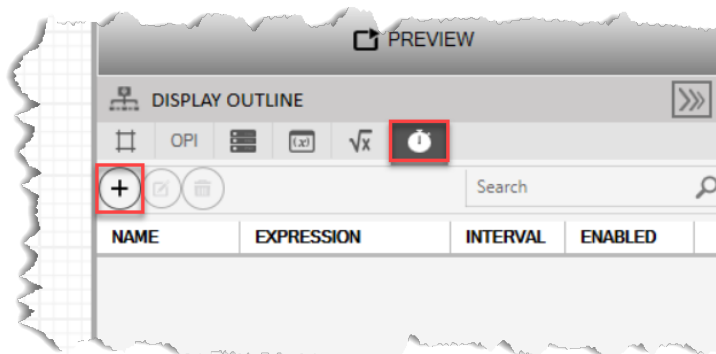 PREVIEW
DISPLAY OUTLINE
OPI (x) √x
Search
NAME EXPRESSION INTERVAL ENABLED